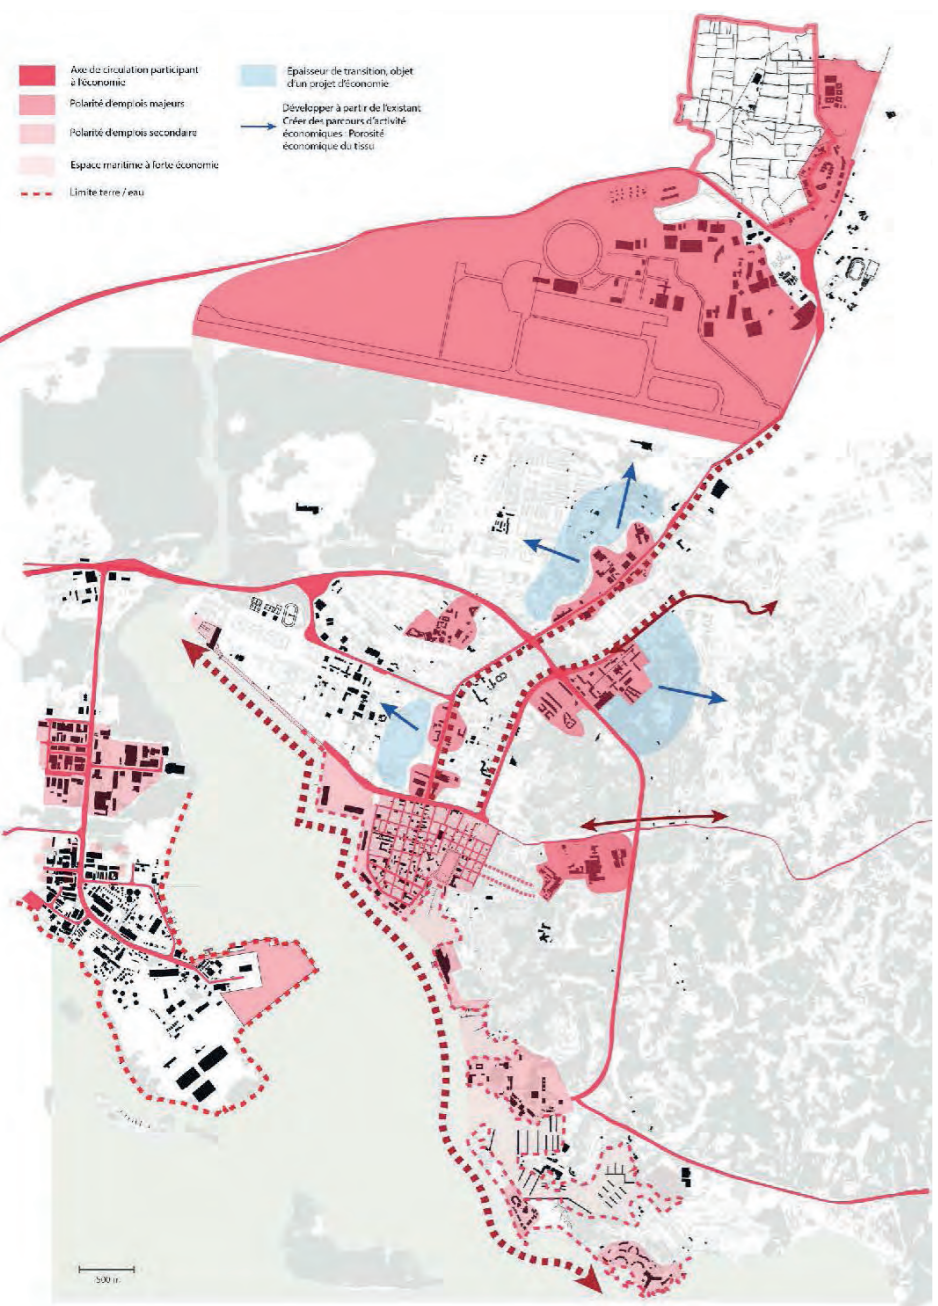 Axe de circulation participant
à l'économie
Polarité d'emplois majeurs
Polarité d'emplois secondaire
Espace maritime à forte économie
Limite terre / eau
Epaisseur de transition, objet
d'un projet d'économie
Développer à partir de l'existant
Créer des parcours d'activité
économiques : Porosité
économique du tissu
500 m